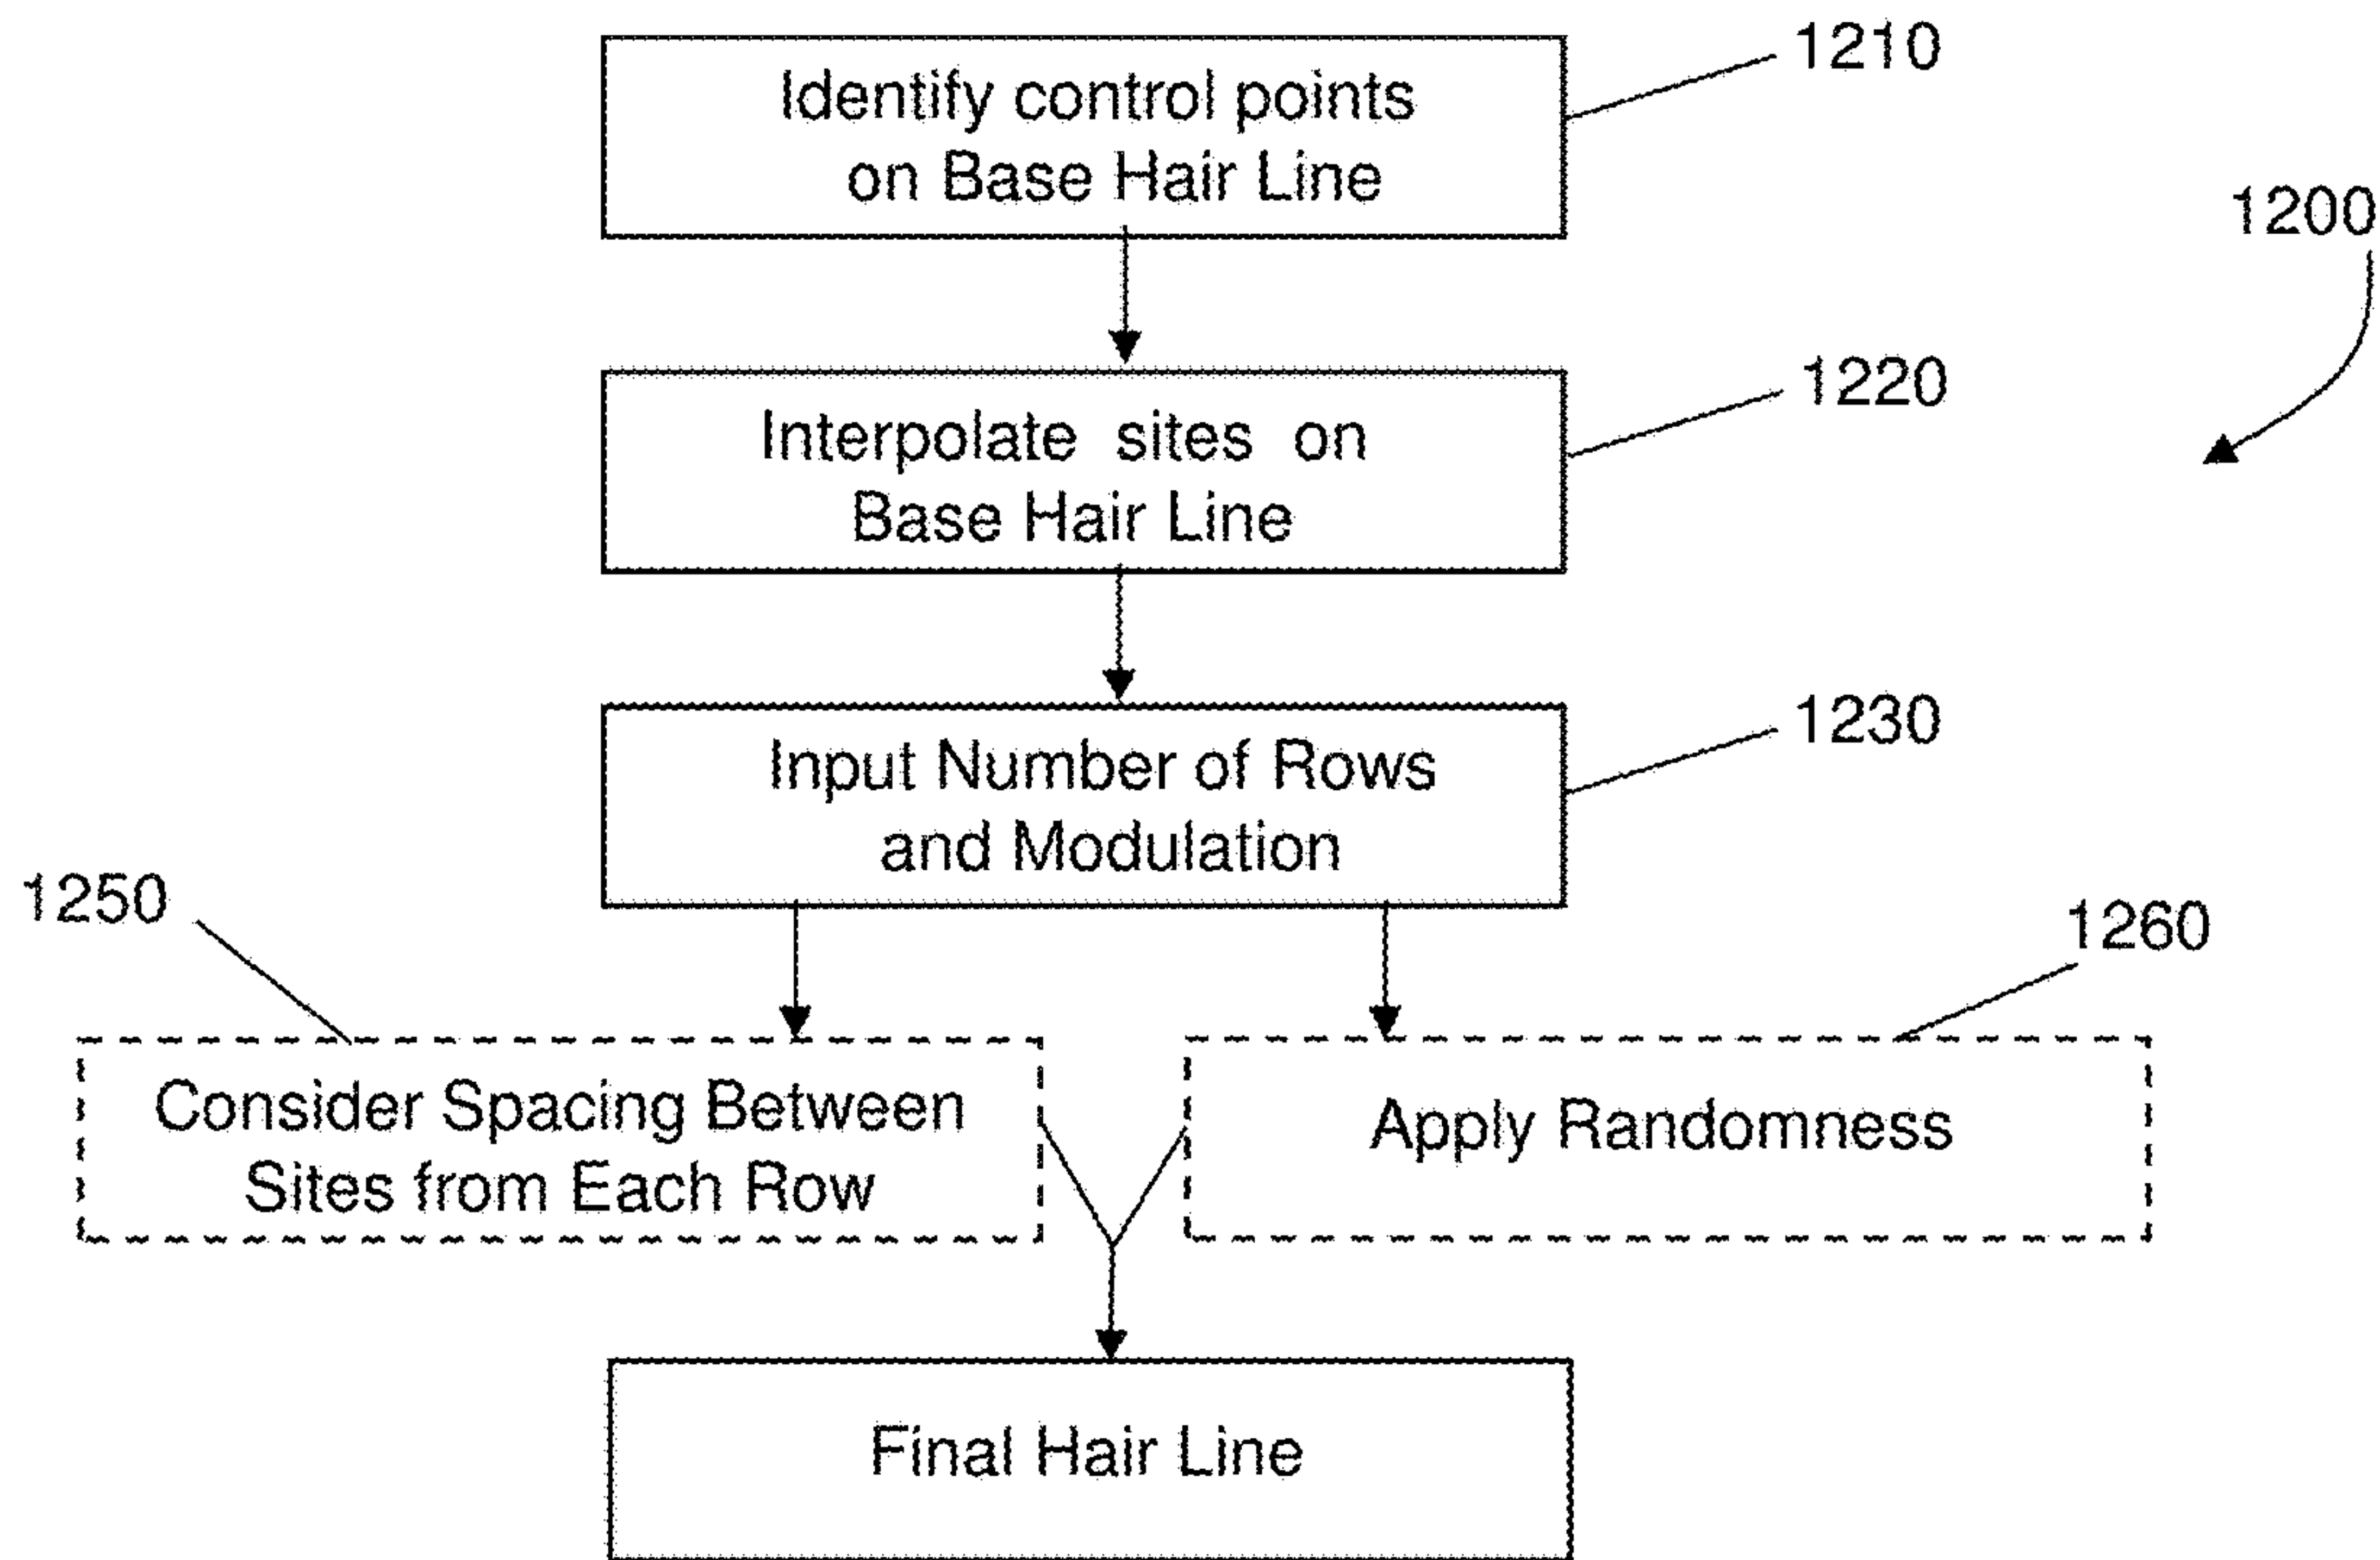 Identify control points
on Base Hair Line
1210
1200
Interpolate sites on
Base Hair Line
1220
Input Number of Rows
and Modulation
1230
1250
1260
Consider Spacing Between
Sites from Each Row
Apply Randomness
Final Hair Line